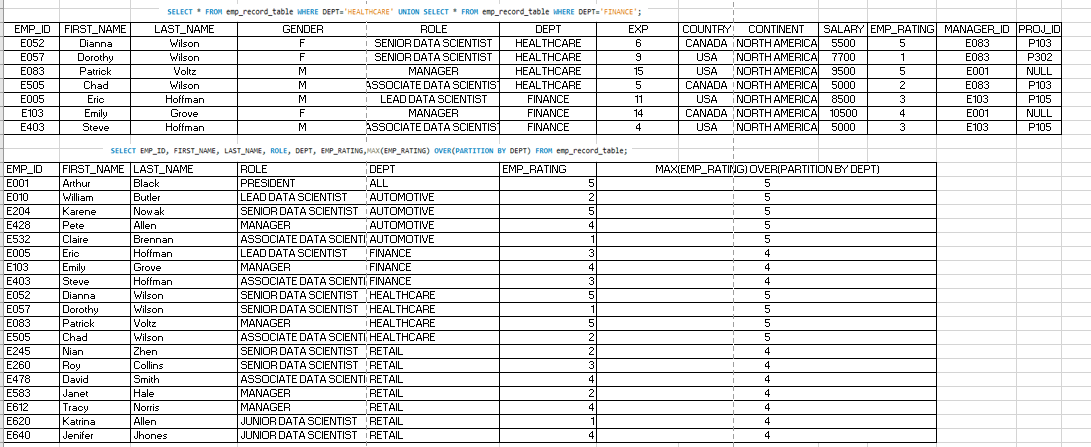 SELECT * FROM emp_record_table WHERE DEPT='HEALTHCARE' UNION SELECT * FROM emp_record_table WHERE DEPT='FINANCE';
EMP_ID FIRST_NAME LAST_NAME GENDER ROLE DEPT EXP COUNTRY CONTINENT SALARY EMP_RATING MANAGER_ID PROJ_ID
E052 Dianna Wilson F SENIOR DATA SCIENTIST HEALTHCARE 6 CANADA NORTH AMERICA 5500 5 E083 P103
E057 Dorothy Wilson F SENIOR DATA SCIENTIST HEALTHCARE 9 USA NORTH AMERICA 7700 1 E083 P302
E083 Patrick Voltz M MANAGER HEALTHCARE 15 USA NORTH AMERICA 9500 5 E001 NULL
E505 Chad Wilson M ASSOCIATE DATA SCIENTIS HEALTHCARE 5 CANADA NORTH AMERICA 5000 2 E083 P103
E005 Eric Hoffman M LEAD DATA SCIENTIST FINANCE 11 USA NORTH AMERICA 8500 3 E103 P105
E103 Emily Grove F MANAGER FINANCE 14 CANADA NORTH AMERICA 10500 4 E001 NULL
E403 Steve Hoffman M ASSOCIATE DATA SCIENTIS FINANCE 4 USA NORTH AMERICA 5000 3 E103 P105
SELECT EMP_ID, FIRST_NAME, LAST_NAME, ROLE, DEPT, EMP_RATING,MAX(EMP_RATING) OVER(PARTITION BY DEPT) FROM emp_record_table;
EMP_ID FIRST_NAME LAST_NAME ROLE DEPT EMP_RATING MAX(EMP_RATING) OVER(PARTITION BY DEPT)
E001 Arthur Black PRESIDENT ALL 5 5
E010 William Butler LEAD DATA SCIENTIST AUTOMOTIVE 2 5
E204 Karene Nowak SENIOR DATA SCIENTIST AUTOMOTIVE 5 5
E428 Pete Allen MANAGER AUTOMOTIVE 4 5
E532 Claire Brennan ASSOCIATE DATA SCIENTI AUTOMOTIVE 1 5
E005 Eric Hoffman LEAD DATA SCIENTIST FINANCE 3 4
E103 Emily Grove MANAGER FINANCE 4 4
E403 Steve Hoffman ASSOCIATE DATA SCIENTI FINANCE 3 4
E052 Dianna Wilson SENIOR DATA SCIENTIST HEALTHCARE 5 5
E057 Dorothy Wilson SENIOR DATA SCIENTIST HEALTHCARE 1 5
E083 Patrick Voltz MANAGER HEALTHCARE 5 5
E505 Chad Wilson ASSOCIATE DATA SCIENTI HEALTHCARE 2 5
E245 Nian Zhen SENIOR DATA SCIENTIST RETAIL 2 4
E260 Roy Collins SENIOR DATA SCIENTIST RETAIL 3 4
E478 David Smith ASSOCIATE DATA SCIENTI RETAIL 4 4
E583 Janet Hale MANAGER RETAIL 2 4
E612 Tracy Norris MANAGER RETAIL 4 4
E620 Katrina Allen JUNIOR DATA SCIENTIST RETAIL 1 4
E640 Jenifer Jhones JUNIOR DATA SCIENTIST RETAIL 4 4